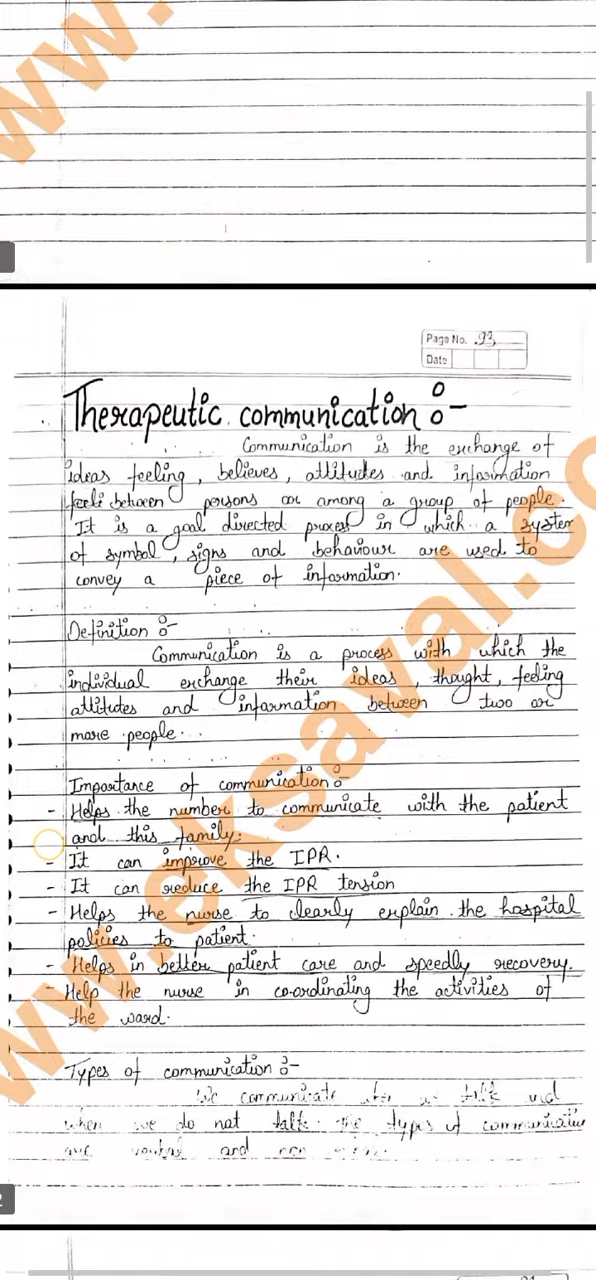 www.
Page No. 93
Date
Therapeutic communication :-
Communication is the exchange of
ideas feeling, believes, attitudes and information
feeli between persons or among a group of people.
It is a goal directed process in which a system
of symbol, signs and behaviour are used to
convey a piece of information.
Definition :-
Communication is a process with which the
individual exchange their ideas thought, feeling
attitudes and information between two or
more people.
Importance of communication :-
- Helps the number to communicate with the patient
and this family.
- It can improve the IPR.
- It can reduce the IPR tension
- Helps the nurse to clearly explain the hospital
policies to patient.
- Helps in better patient care and speedly recovery.
- Help the nurse in co-ordinating the activities of
the ward.
Types of communication :-
We communicate talk and
when we do not talk. the types of communication
are and non
www.eksaval.co
2